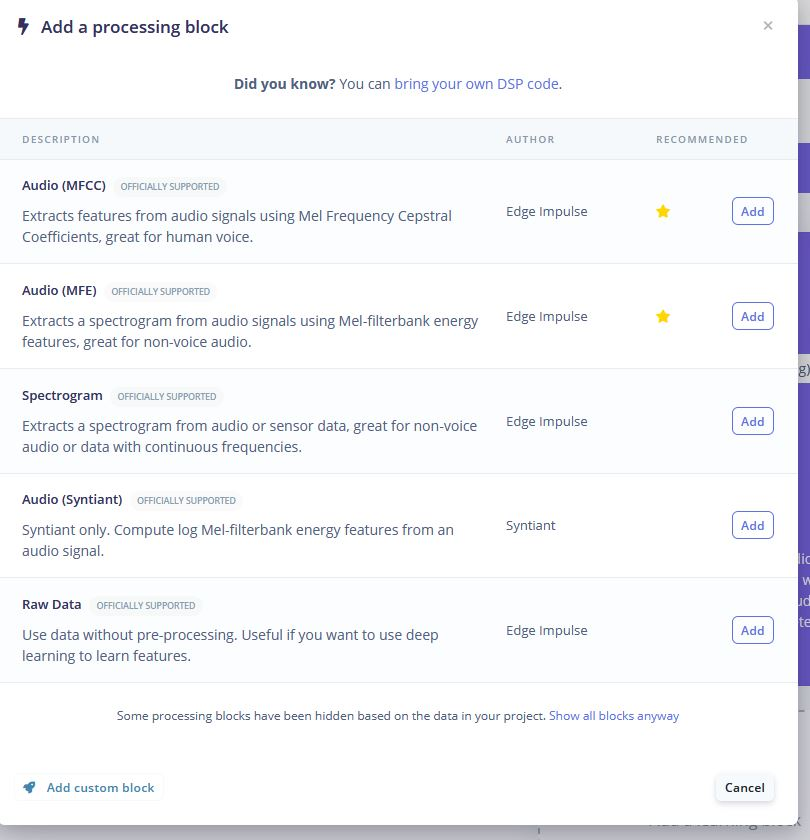 Add a processing block
×
Did you know? You can bring your own DSP code.
DESCRIPTION AUTHOR RECOMMENDED
Audio (MFCC) OFFICIALLY SUPPORTED
Extracts features from audio signals using Mel Frequency Cepstral
Coefficients, great for human voice.
Edge Impulse
Add
Audio (MFE) OFFICIALLY SUPPORTED
Extracts a spectrogram from audio signals using Mel-filterbank energy
features, great for non-voice audio.
Edge Impulse
Add
Spectrogram OFFICIALLY SUPPORTED
Extracts a spectrogram from audio or sensor data, great for non-voice
audio or data with continuous frequencies.
Edge Impulse
Add
Audio (Syntiant) OFFICIALLY SUPPORTED
Syntiant only. Compute log Mel-filterbank energy features from an
audio signal.
Syntiant
Add
Raw Data OFFICIALLY SUPPORTED
Use data without pre-processing. Useful if you want to use deep
learning to learn features.
Edge Impulse
Add
Some processing blocks have been hidden based on the data in your project. Show all blocks anyway
Add custom block
Cancel